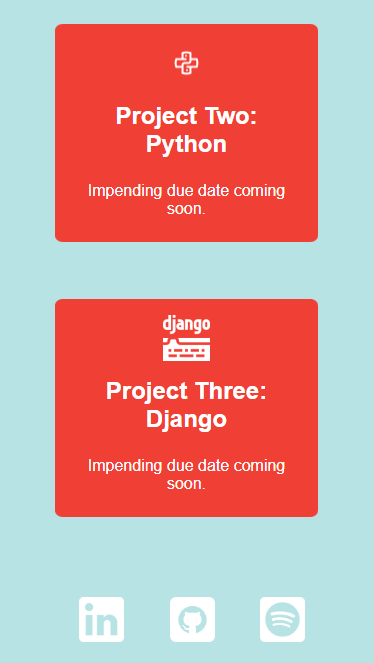 Project Two:
Python
Impending due date coming
soon.
django
Project Three:
Django
Impending due date coming
soon.
in